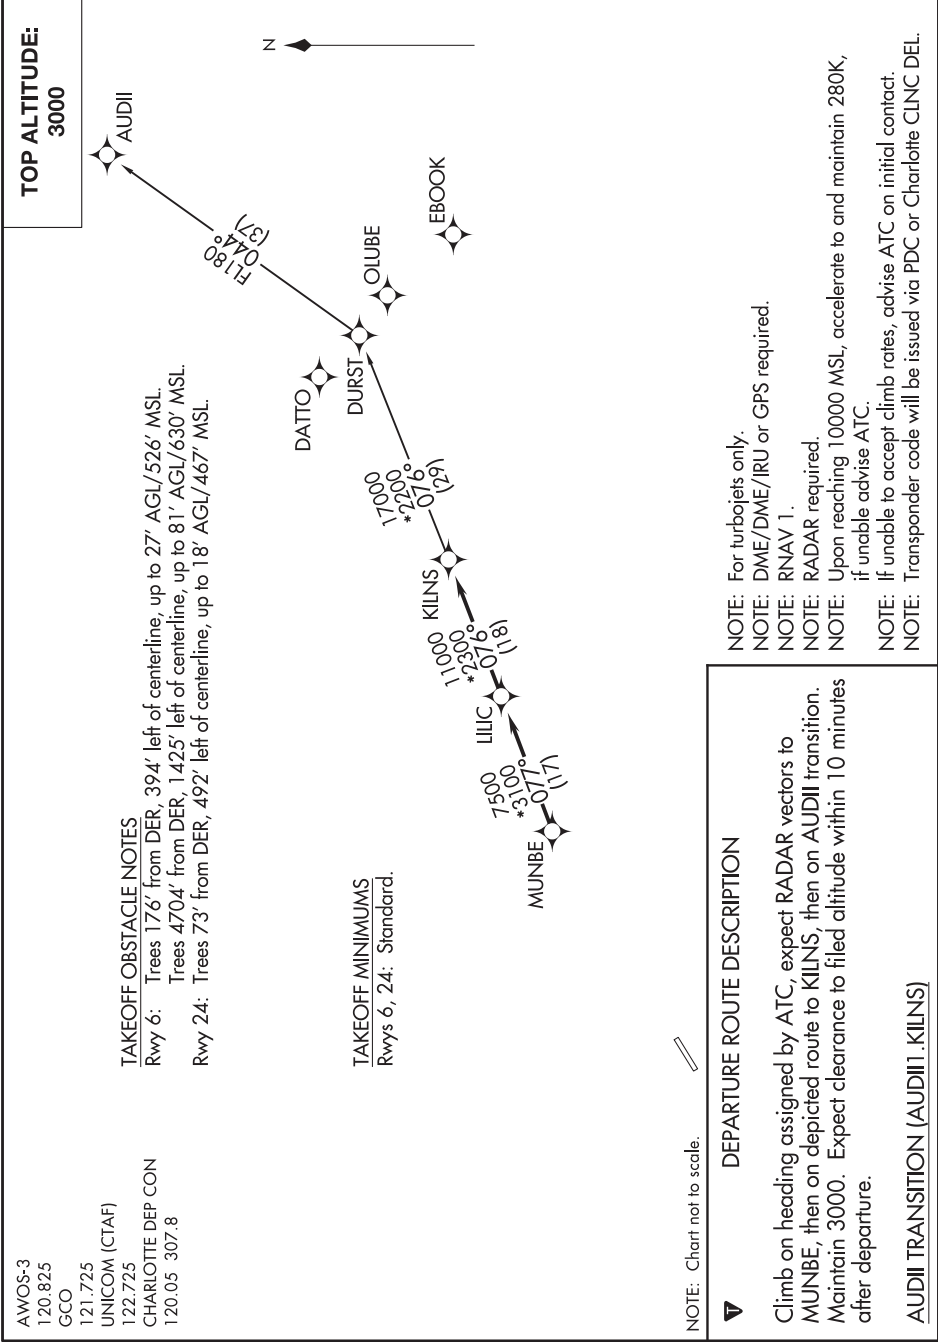 AWOS-3
120.825
GCO
121.725
UNICOM (CTAF)
122.725
CHARLOTTE DEP CON
120.05 307.8
TOP ALTITUDE:
3000
TAKEOFF OBSTACLE NOTES
Rwy 6: Trees 176' from DER, 394' left of centerline, up to 27' AGL/526' MSL.
Trees 4704' from DER, 1425' left of centerline, up to 81' AGL/630' MSL.
Rwy 24: Trees 73' from DER, 492' left of centerline, up to 18' AGL/467' MSL.
N
AUDII
FL180
044°
(37)
OLUBE
EBOOK
DATTO
DURST
TAKEOFF MINIMUMS
Rwys 6, 24: Standard.
17000
*2200
076°
(29)
KILNS
11000
*2300
076°
(18)
LILIC
7500
*3100
077°
(17)
MUNBE
NOTE: Chart not to scale.
NOTE: For turbojets only.
NOTE: DME/DME/IRU or GPS required.
NOTE: RNAV 1.
NOTE: RADAR required.
NOTE: Upon reaching 10000 MSL, accelerate to and maintain 280K,
if unable advise ATC.
NOTE: If unable to accept climb rates, advise ATC on initial contact.
NOTE: Transponder code will be issued via PDC or Charlotte CLNC DEL.
T
DEPARTURE ROUTE DESCRIPTION
Climb on heading assigned by ATC, expect RADAR vectors to
MUNBE, then on depicted route to KILNS, then on AUDII transition.
Maintain 3000. Expect clearance to filed altitude within 10 minutes
after departure.
AUDII TRANSITION (AUDII1.KILNS)